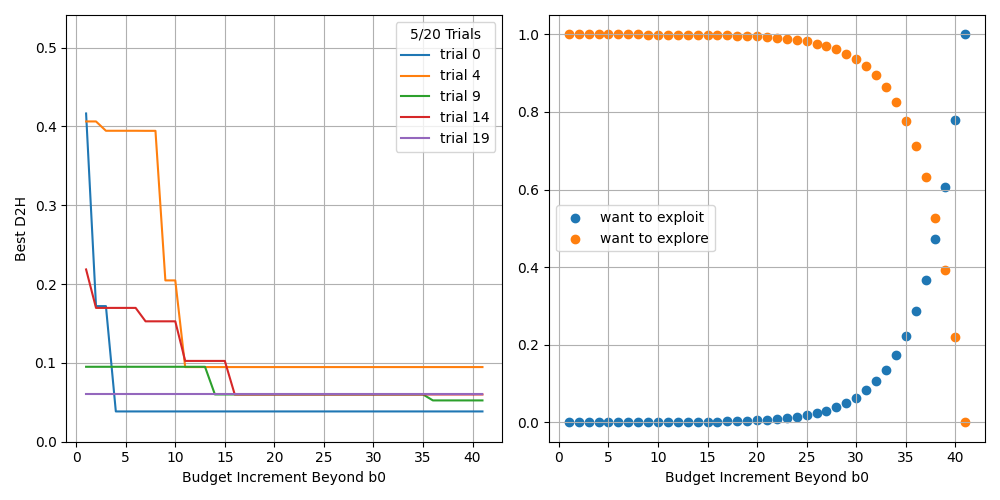 5/20 Trials
trial 0
trial 4
trial 9
trial 14
trial 19
0.5
0.4
0.3
0.2
0.1
0.0
Best D2H
0 5 10 15 20 25 30 35 40
Budget Increment Beyond b0
1.0
0.8
0.6
0.4
0.2
0.0
want to exploit
want to explore
0 5 10 15 20 25 30 35 40
Budget Increment Beyond b0